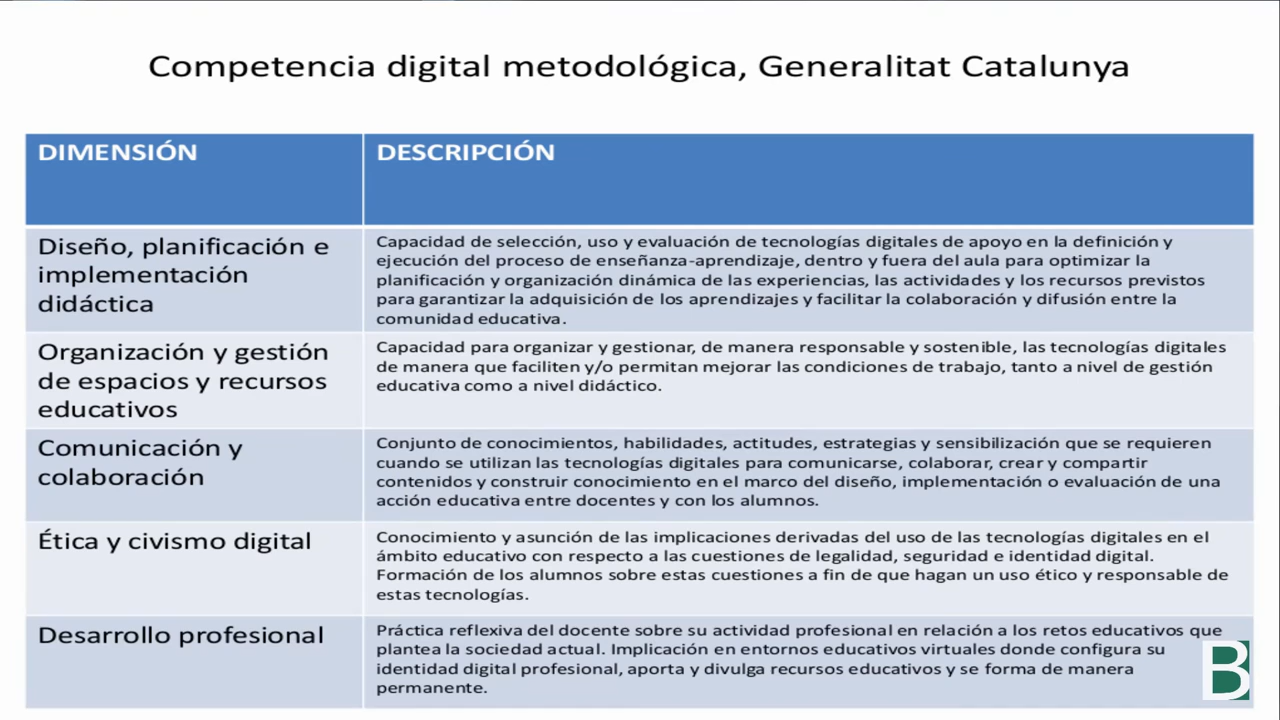 Competencia digital metodológica, Generalitat Catalunya
DIMENSIÓN
DESCRIPCIÓN
Diseño, planificación e
implementación
didáctica
Capacidad de selección, uso y evaluación de tecnologías digitales de apoyo en la definición y
ejecución del proceso de enseñanza-aprendizaje, dentro y fuera del aula para optimizar la
planificación y organización dinámica de las experiencias, las actividades y los recursos previstos
para garantizar la adquisición de los aprendizajes y facilitar la colaboración y difusión entre la
comunidad educativa.
Organización y gestión
de espacios y recursos
educativos
Capacidad para organizar y gestionar, de manera responsable y sostenible, las tecnologías digitales
de manera que faciliten y/o permitan mejorar las condiciones de trabajo, tanto a nivel de gestión
educativa como a nivel didáctico.
Comunicación y
colaboración
Conjunto de conocimientos, habilidades, actitudes, estrategias y sensibilización que se requieren
cuando se utilizan las tecnologías digitales para comunicarse, colaborar, crear y compartir
contenidos y construir conocimiento en el marco del diseño, implementación o evaluación de una
acción educativa entre docentes y con los alumnos.
Ética y civismo digital
Conocimiento y asunción de las implicaciones derivadas del uso de las tecnologías digitales en el
ámbito educativo con respecto a las cuestiones de legalidad, seguridad e identidad digital.
Formación de los alumnos sobre estas cuestiones a fin de que hagan un uso ético y responsable de
estas tecnologías.
Desarrollo profesional
Práctica reflexiva del docente sobre su actividad profesional en relación a los retos educativos que
plantea la sociedad actual. Implicación en entornos educativos virtuales donde configura su
identidad digital profesional, aporta y divulga recursos educativos y se forma de manera
permanente.
B